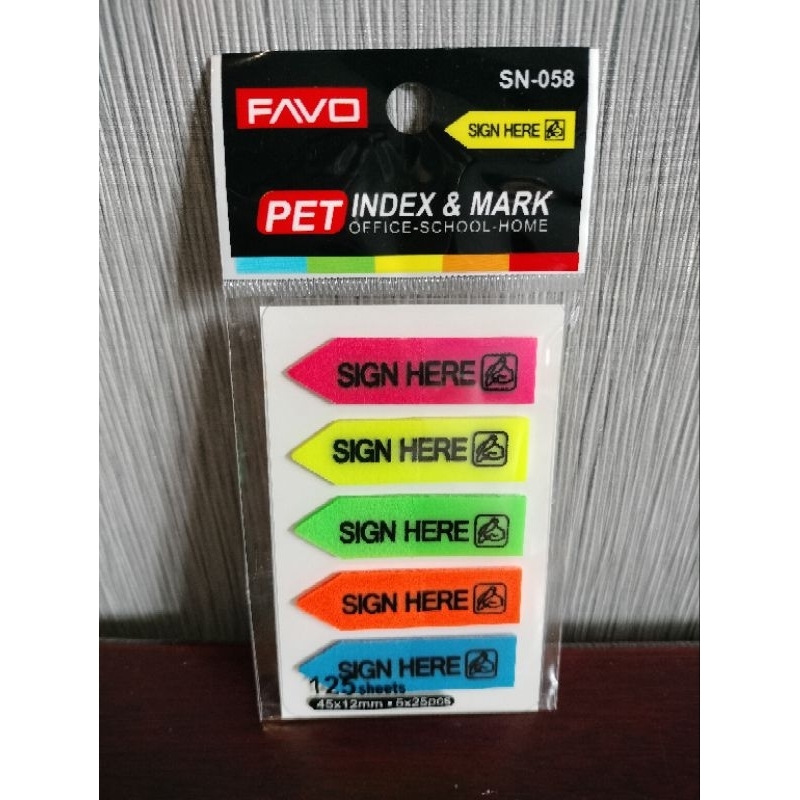 FAVO
SN-058
SIGN HERE
PET INDEX & MARK
OFFICE-SCHOOL-HOME
SIGN HERE
SIGN HERE
SIGN HERE
SIGN HERE
SIGN HERE
125 sheets
45x12mm • 5x25pcs